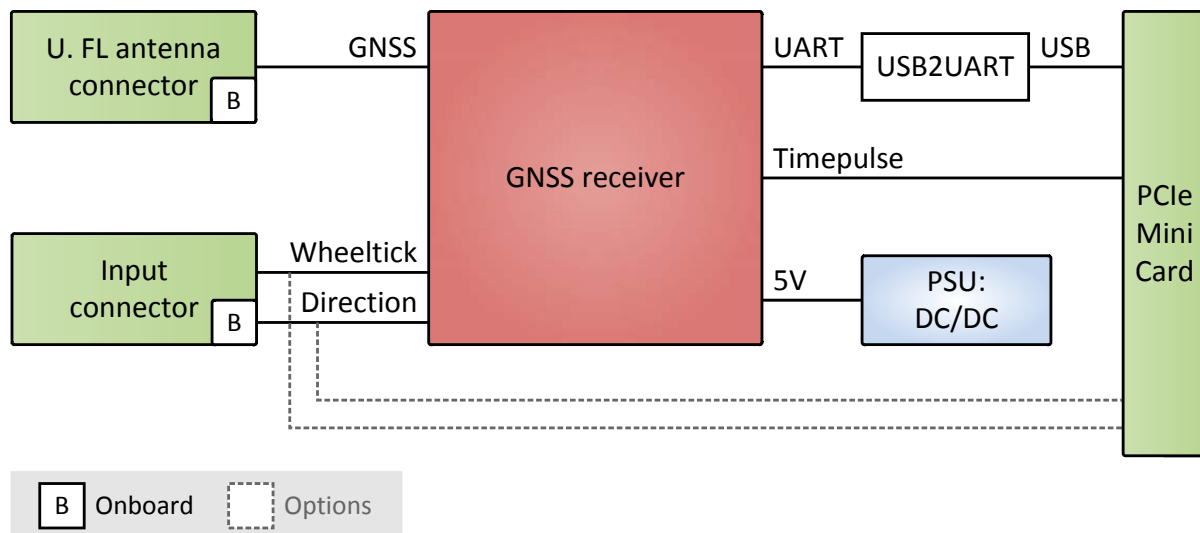 U. FL antenna
connector
B
GNSS
GNSS receiver
UART
USB2UART
USB
Timepulse
PCIe
Mini
Card
Input
connector
B
Wheeltick
Direction
5V
PSU:
DC/DC
B Onboard
Options